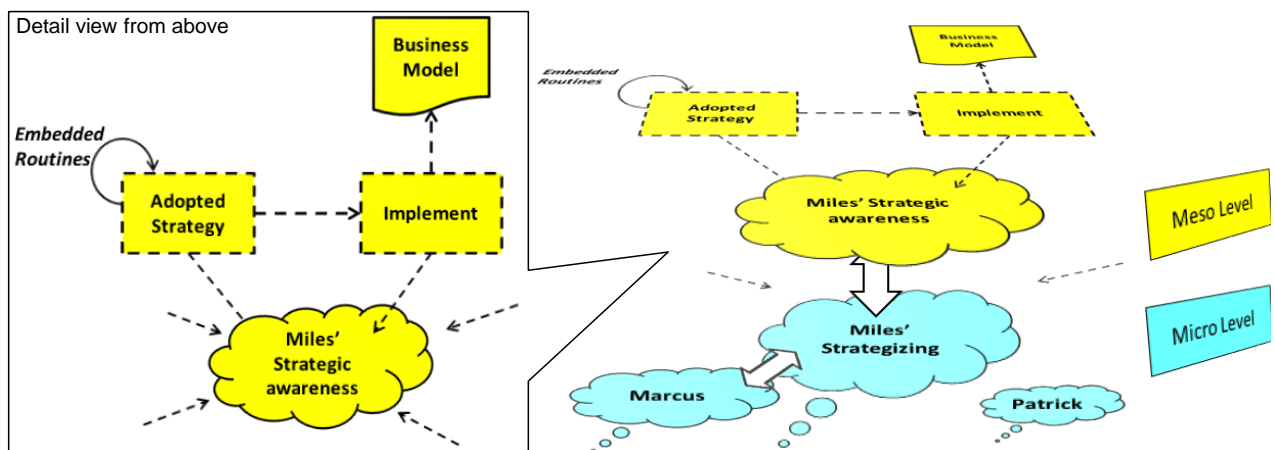 Detail view from above
Business
Model
Embedded
Routines
Adopted
Strategy
Implement
Miles’
Strategic
awareness
Business
Model
Embedded
Routines
Adopted
Strategy
Implement
Miles’ Strategic
awareness
Meso Level
Miles’
Strategizing
Micro Level
Marcus
Patrick